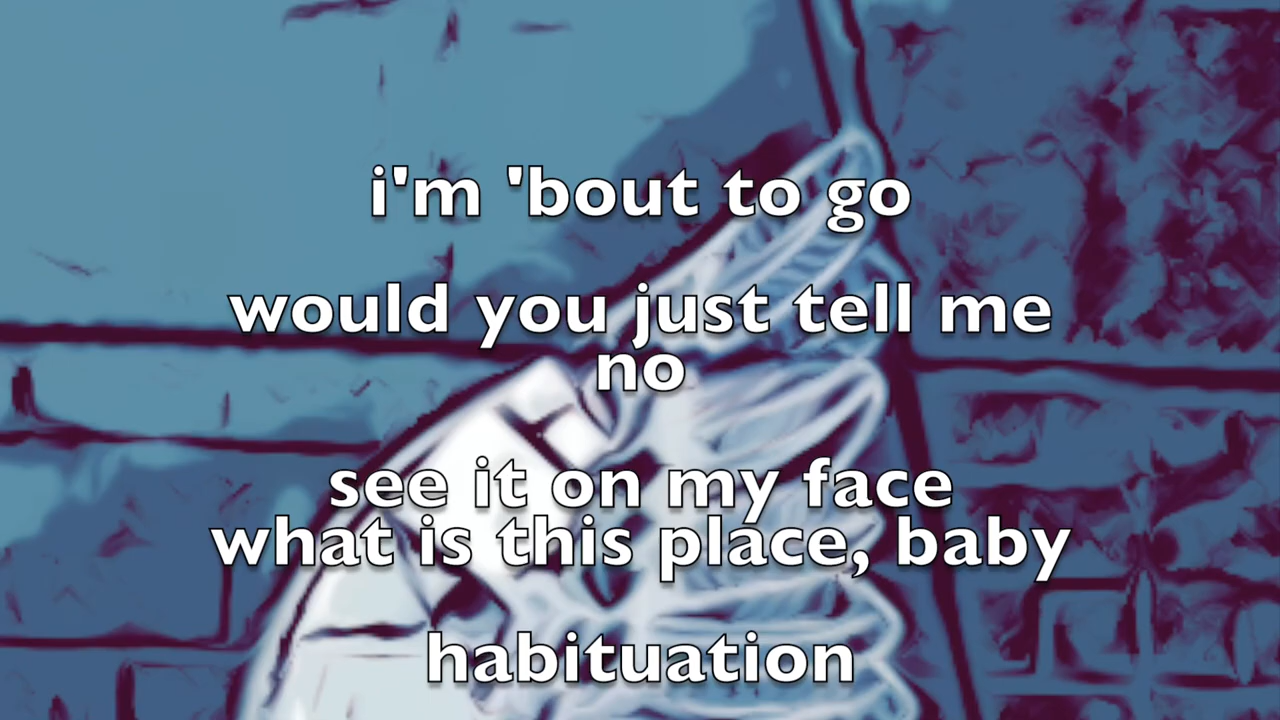 i'm 'bout to go
would you just tell me
no
see it on my face
what is this place, baby
habituation